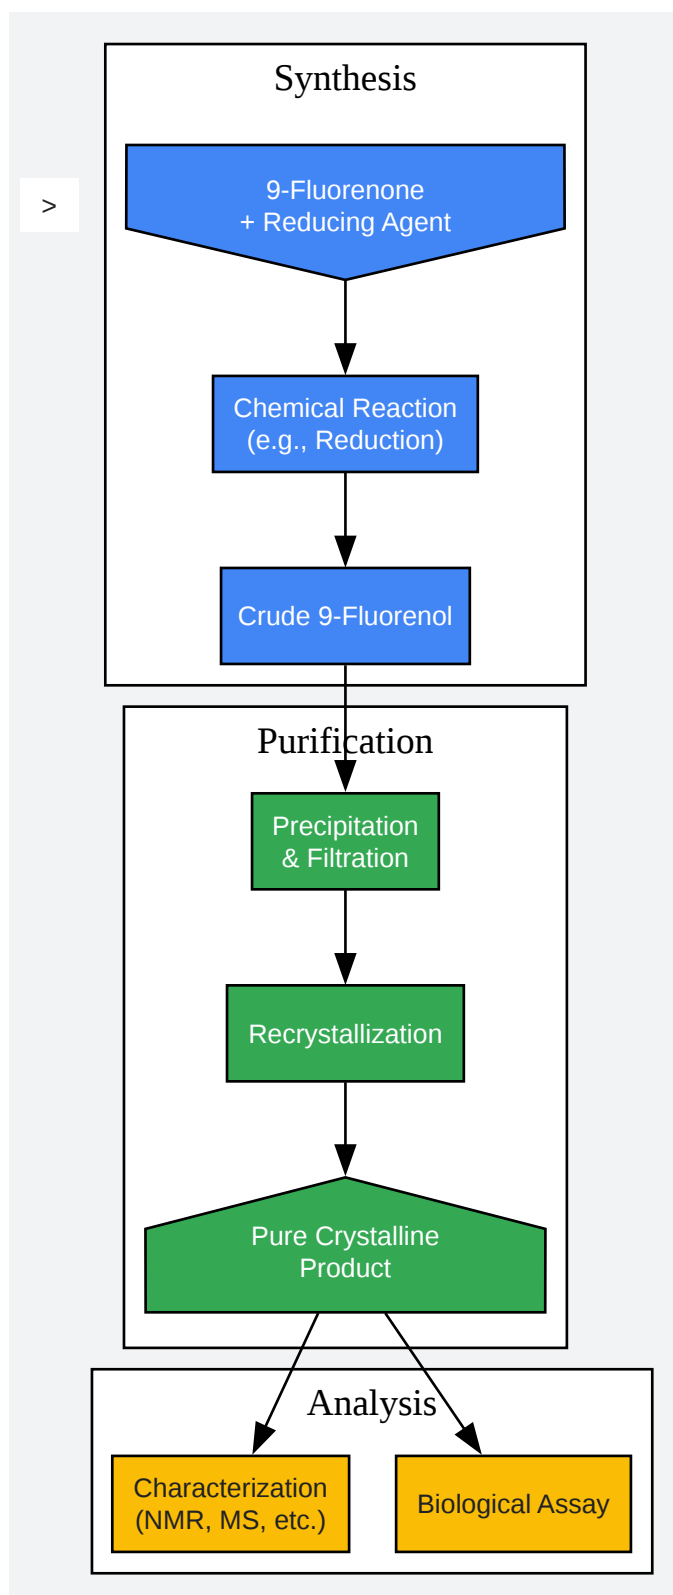 Synthesis
>
9-Fluorenone
+ Reducing Agent
Chemical Reaction
(e.g., Reduction)
Crude 9-Fluorenol
Purification
Precipitation
& Filtration
Recrystallization
Pure Crystalline
Product
Analysis
Characterization
(NMR, MS, etc.)
Biological Assay